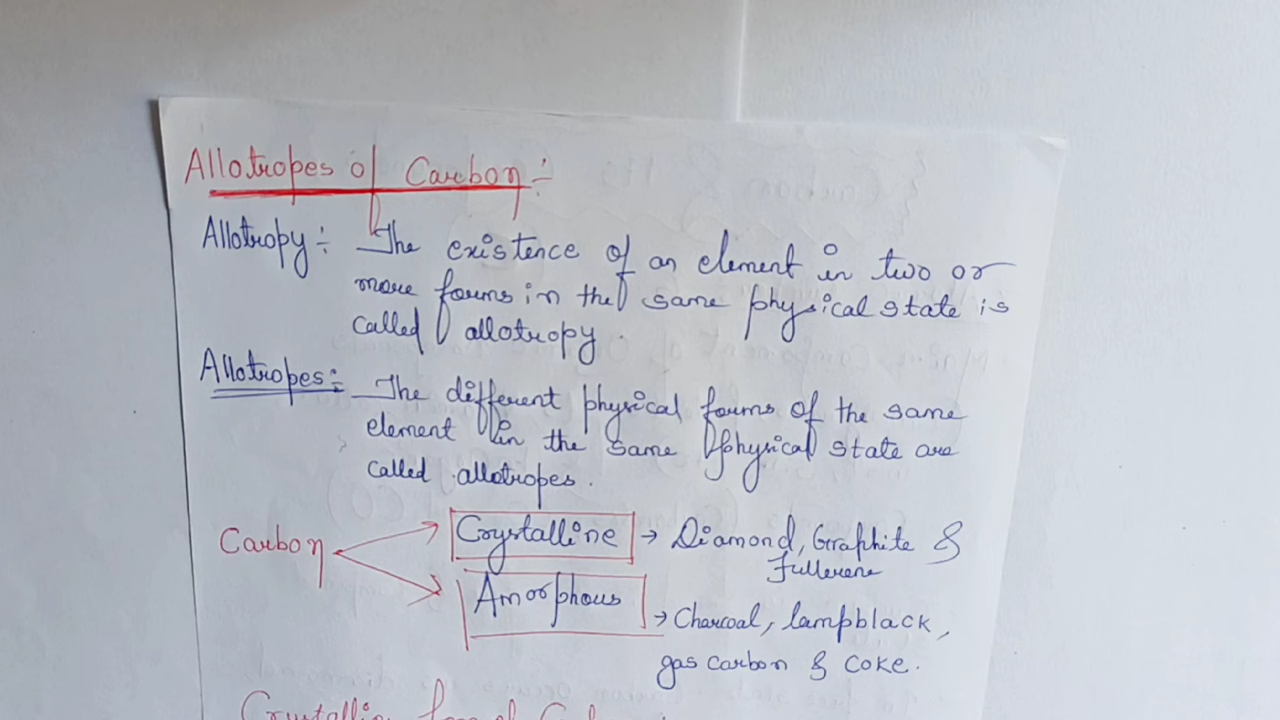 Allotropes of Carbon :-
Allotropy :- The existence of an element in two or
more forms in the same physical state is
called allotropy.
Allotropes :- The different physical forms of the same
element in the same physical state are
called allotropes.
Carbon
Crystalline → Diamond, Graphite &
fullerene
Amorphous → Charcoal, lampblack,
gas carbon & coke.
Crystalline